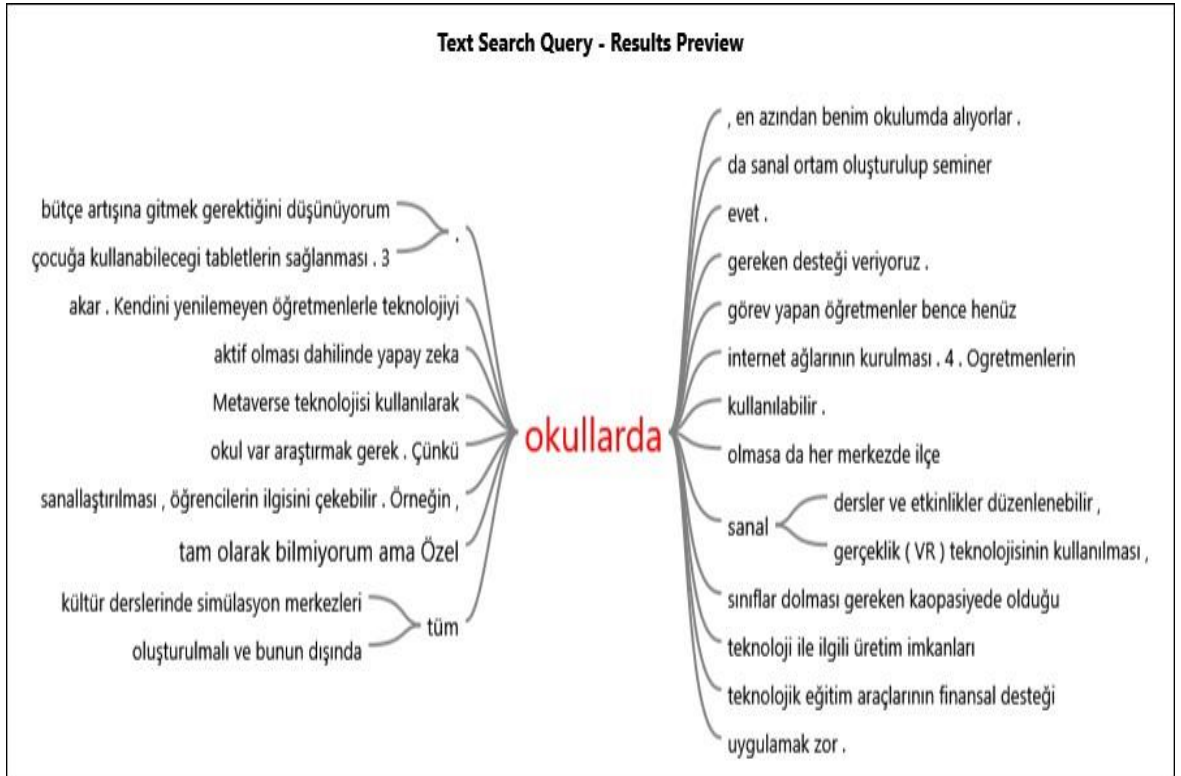 Text Search Query - Results Preview
bütçe artışına gitmek gerektiğini düşünüyorum
çocuğa kullanabilecegi tabletlerin sağlanması . 3
.
akar . Kendini yenilemeyen öğretmenlerle teknolojiyi
aktif olması dahilinde yapay zeka
Metaverse teknolojisi kullanılarak
okul var araştırmak gerek . Çünkü
sanallaştırılması , öğrencilerin ilgisini çekebilir . Örneğin ,
tam olarak bilmiyorum ama Özel
kültür derslerinde simülasyon merkezleri
oluşturulmalı ve bunun dışında
tüm
okullarda
, en azından benim okulumda alıyorlar .
da sanal ortam oluşturulup seminer
evet .
gereken desteği veriyoruz .
görev yapan öğretmenler bence henüz
internet ağlarının kurulması . 4 . Ogretmenlerin
kullanılabilir .
olmasa da her merkezde ilçe
sanal
dersler ve etkinlikler düzenlenebilir ,
gerçeklik ( VR ) teknolojisinin kullanılması ,
sınıflar dolması gereken kaopasiyede olduğu
teknoloji ile ilgili üretim imkanları
teknolojik eğitim araçlarının finansal desteği
uygulamak zor .